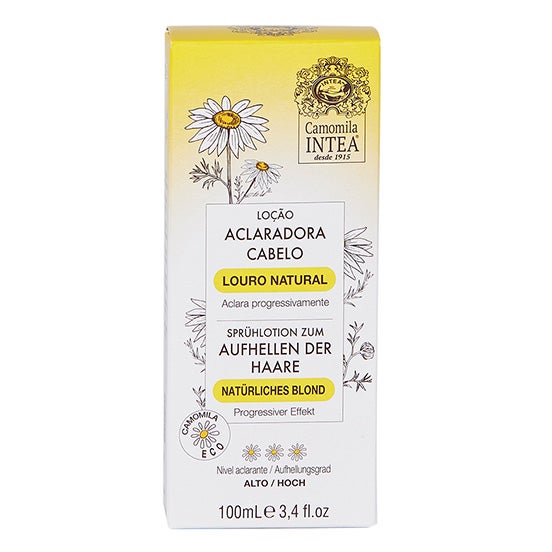 INTEA
Camomila
INTEA®
desde 1915
LOÇÃO
ACLARADORA
CABELO
LOURO NATURAL
Aclara progressivamente
SPRÜHLOTION ZUM
AUFHELLEN DER
HAARE
NATÜRLICHES BLOND
Progressiver Effekt
CAMOMILA
ECO
Nivel aclarante / Aufhellungsgrad
ALTO / HOCH
100mL e 3,4 fl.oz